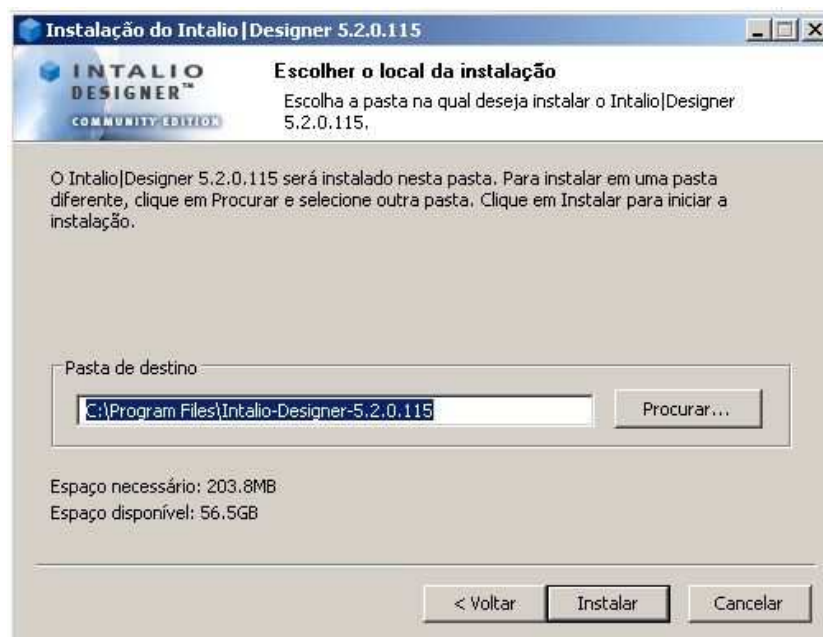 Instalação do Intalio|Designer 5.2.0.115
INTALIO
DESIGNER™
COMMUNITY EDITION
Escolher o local da instalação
Escolha a pasta na qual deseja instalar o Intalio|Designer
5.2.0.115.
O Intalio|Designer 5.2.0.115 será instalado nesta pasta. Para instalar em uma pasta
diferente, clique em Procurar e selecione outra pasta. Clique em Instalar para iniciar a
instalação.
Pasta de destino
C:\Program Files\Intalio-Designer-5.2.0.115
Procurar...
Espaço necessário: 203.8MB
Espaço disponível: 56.5GB
< Voltar
Instalar
Cancelar